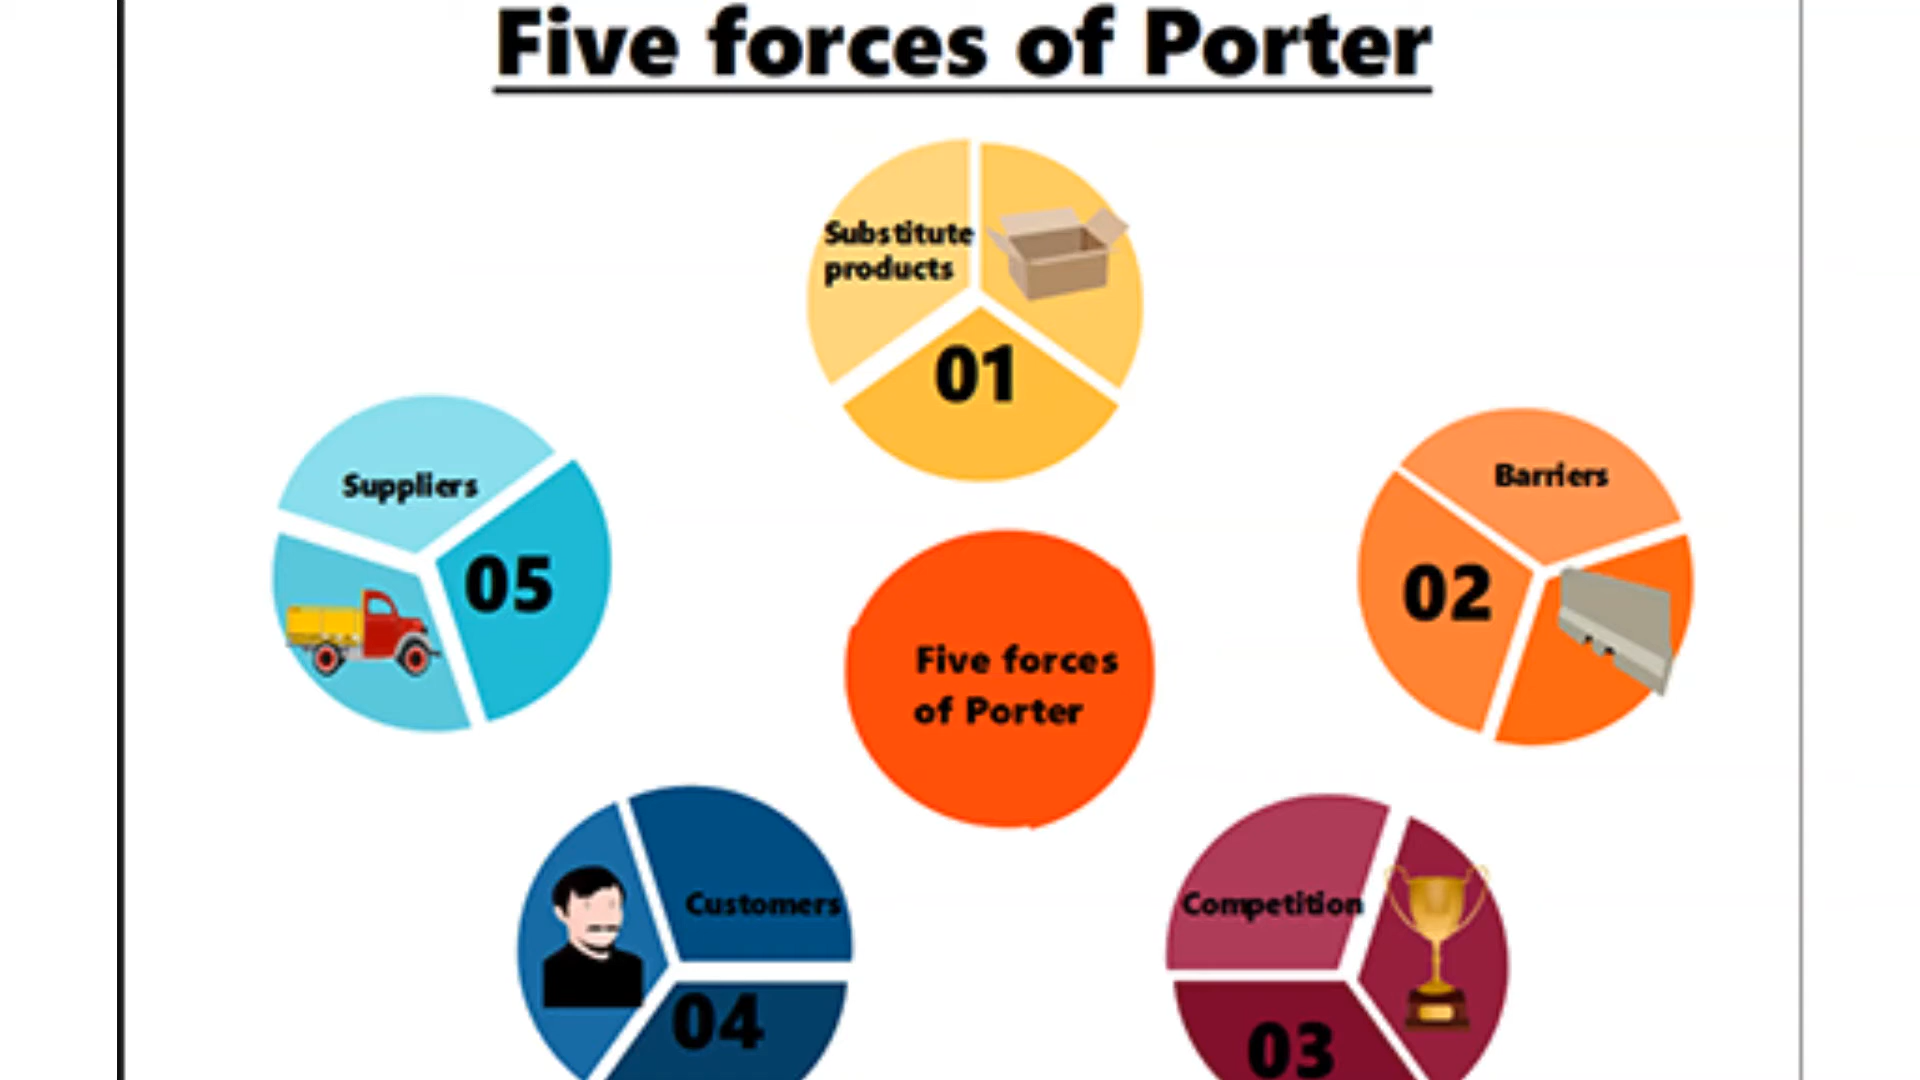 Five forces of Porter
Substitute
products
01
Suppliers
05
Barriers
02
Five forces
of Porter
Customers
04
Competition
03